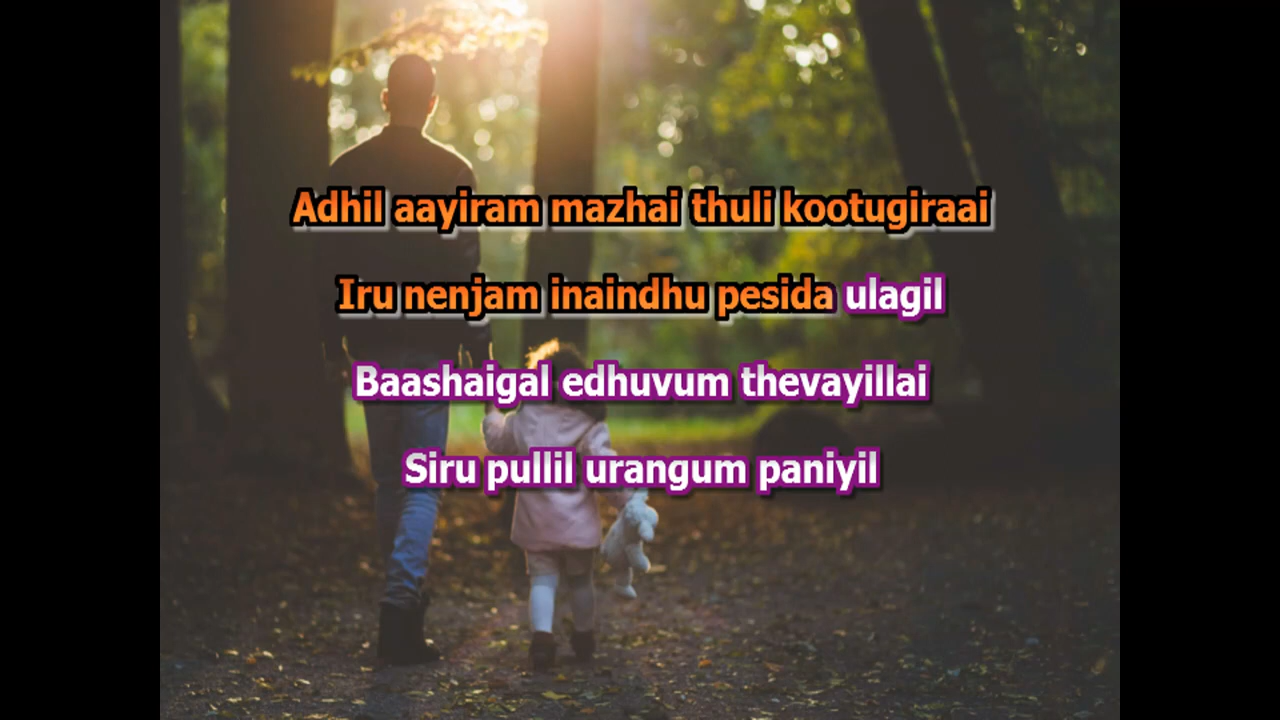 Adhil aayiram mazhai thuli kootugiraai
Iru nenjam inaindhu pesida ulagil
Baashaigal edhuvum thevayillai
Siru pullil urangum paniyil